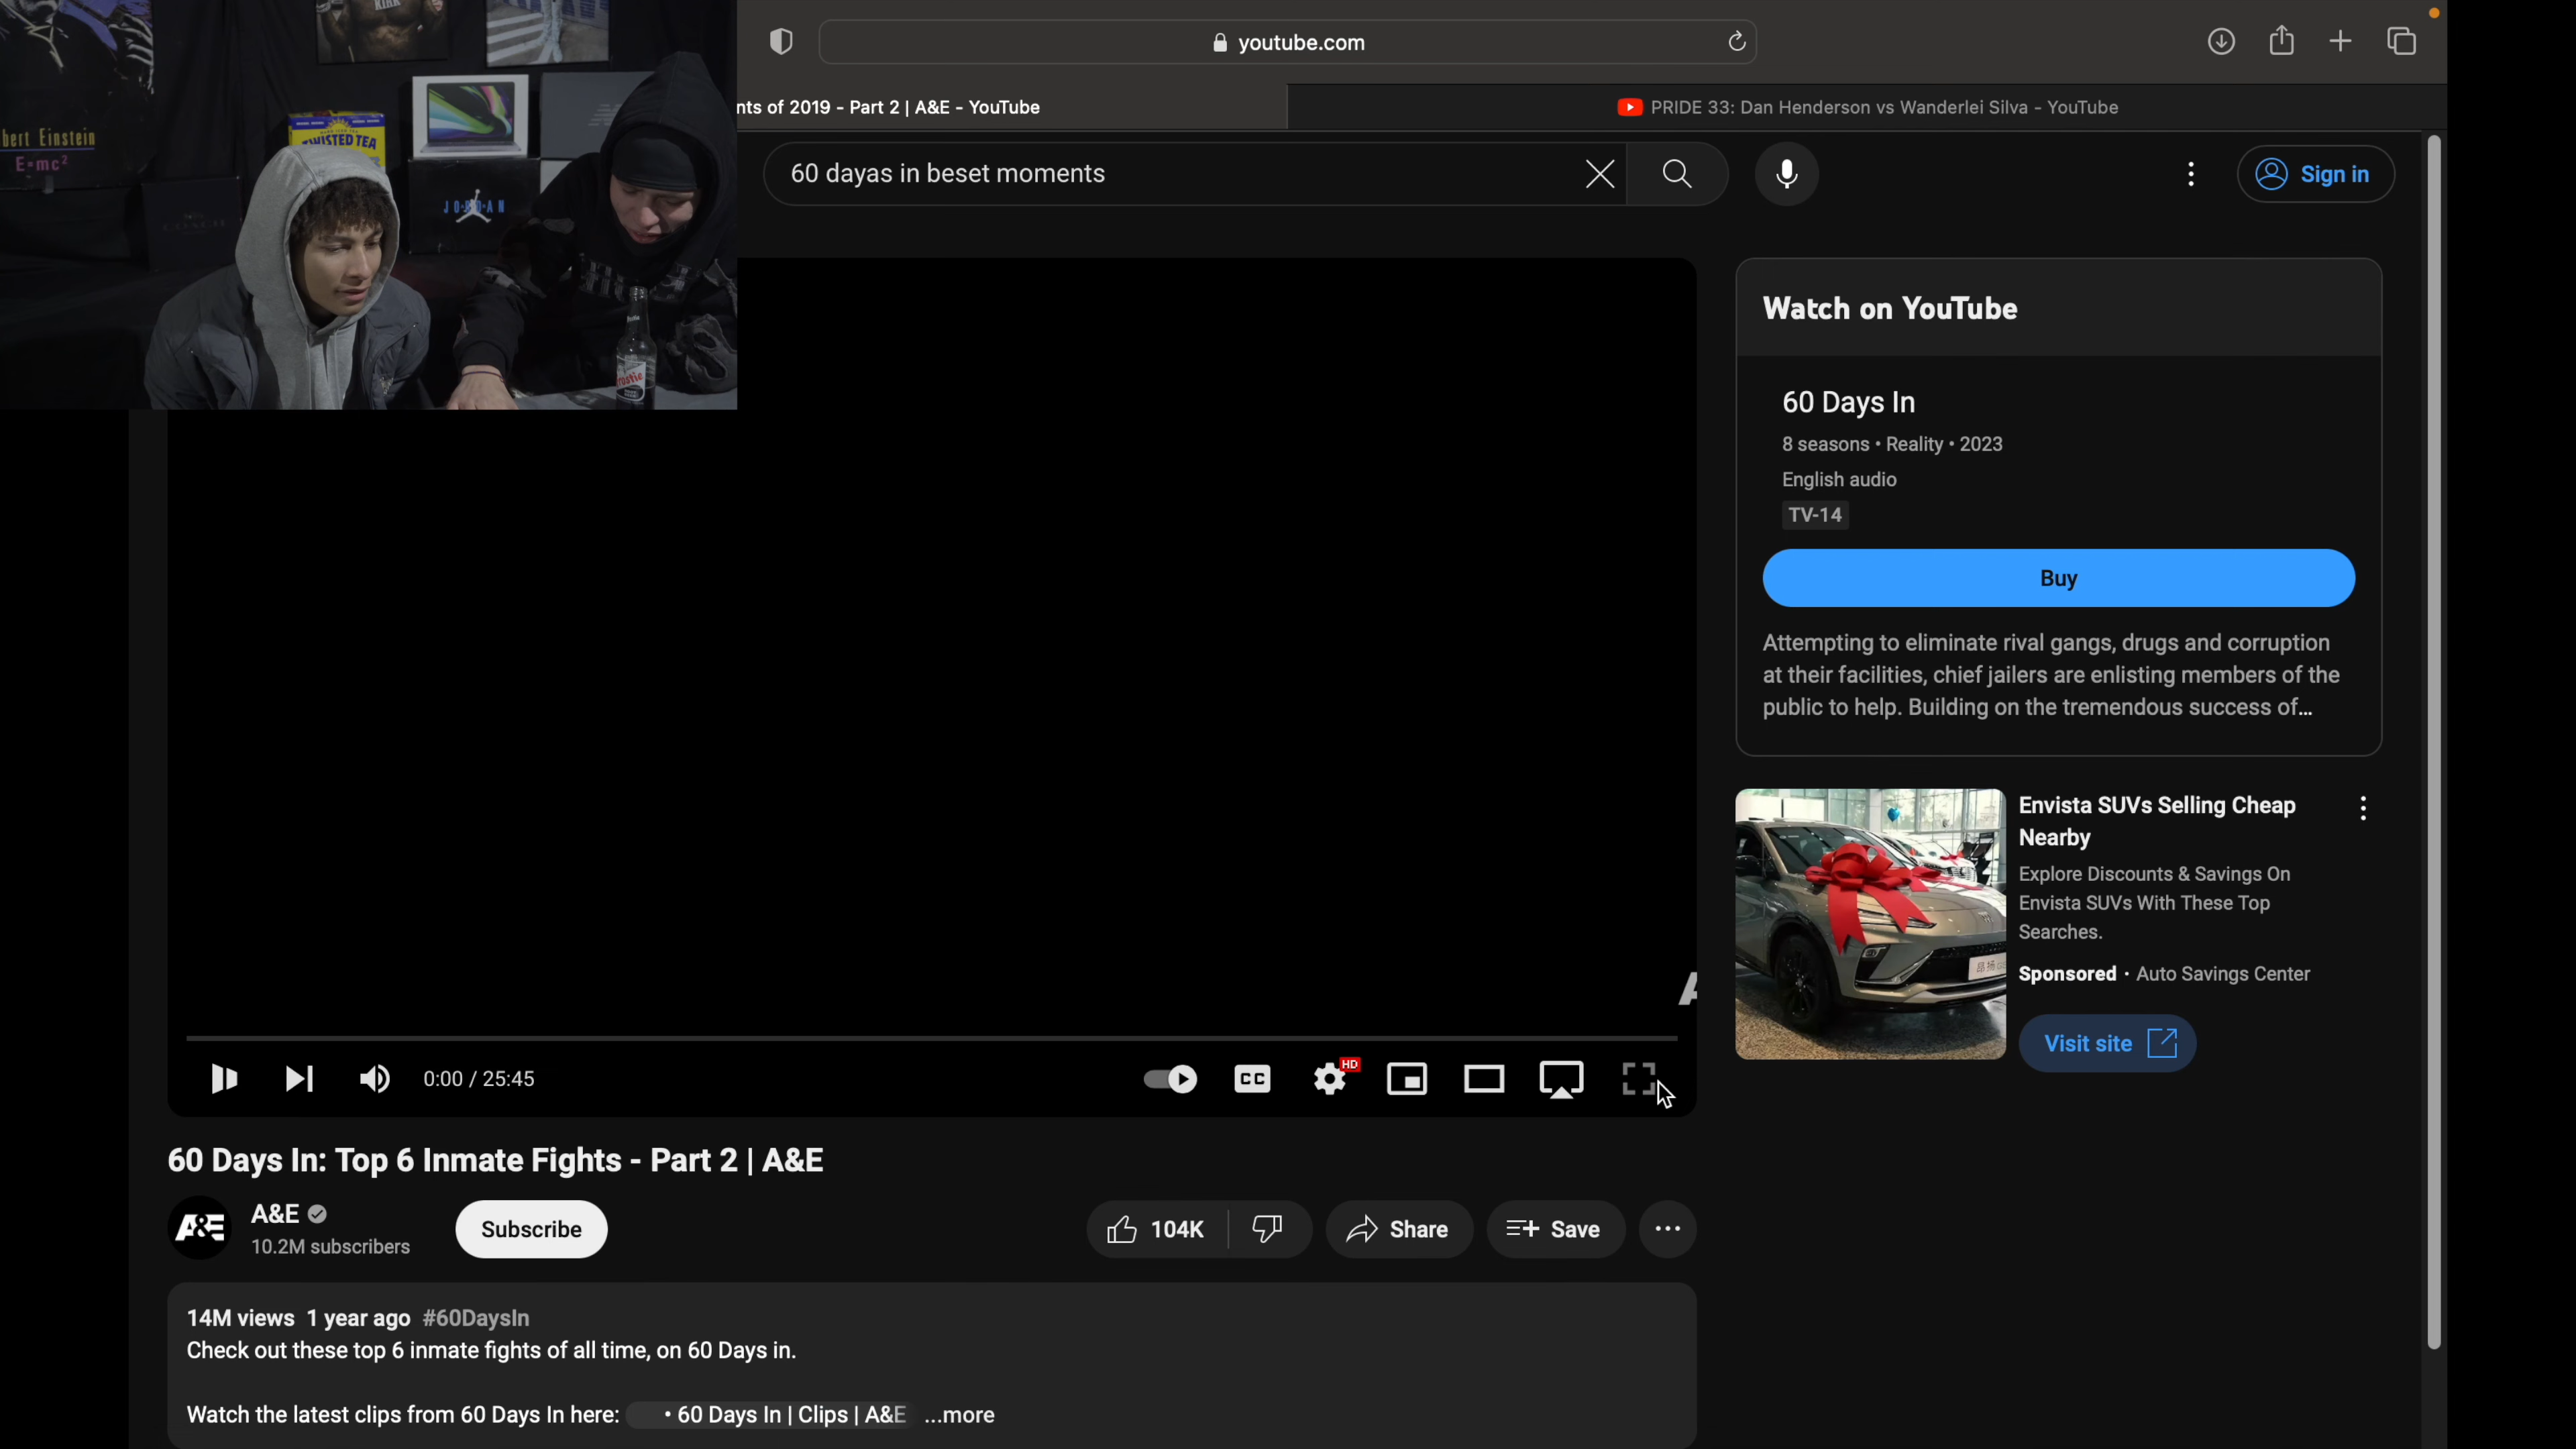 KIRK
bert Einstein
E=mc²
TWISTED TEA
JORDAN
COACH
youtube.com
nts of 2019 - Part 2 | A&E - YouTube
PRIDE 33: Dan Henderson vs Wanderlei Silva - YouTube
60 dayas in beset moments
Sign in
Watch on YouTube
60 Days In
8 seasons • Reality • 2023
English audio
TV-14
Buy
Attempting to eliminate rival gangs, drugs and corruption
at their facilities, chief jailers are enlisting members of the
public to help. Building on the tremendous success of...
Envista SUVs Selling Cheap
Nearby
Explore Discounts & Savings On
Envista SUVs With These Top
Searches.
Sponsored • Auto Savings Center
Visit site
0:00 / 25:45
CC
HD
60 Days In: Top 6 Inmate Fights - Part 2 | A&E
A&E
A&E
10.2M subscribers
Subscribe
104K
Share
Save
14M views 1 year ago #60DaysIn
Check out these top 6 inmate fights of all time, on 60 Days in.
Watch the latest clips from 60 Days In here: • 60 Days In | Clips | A&E ...more